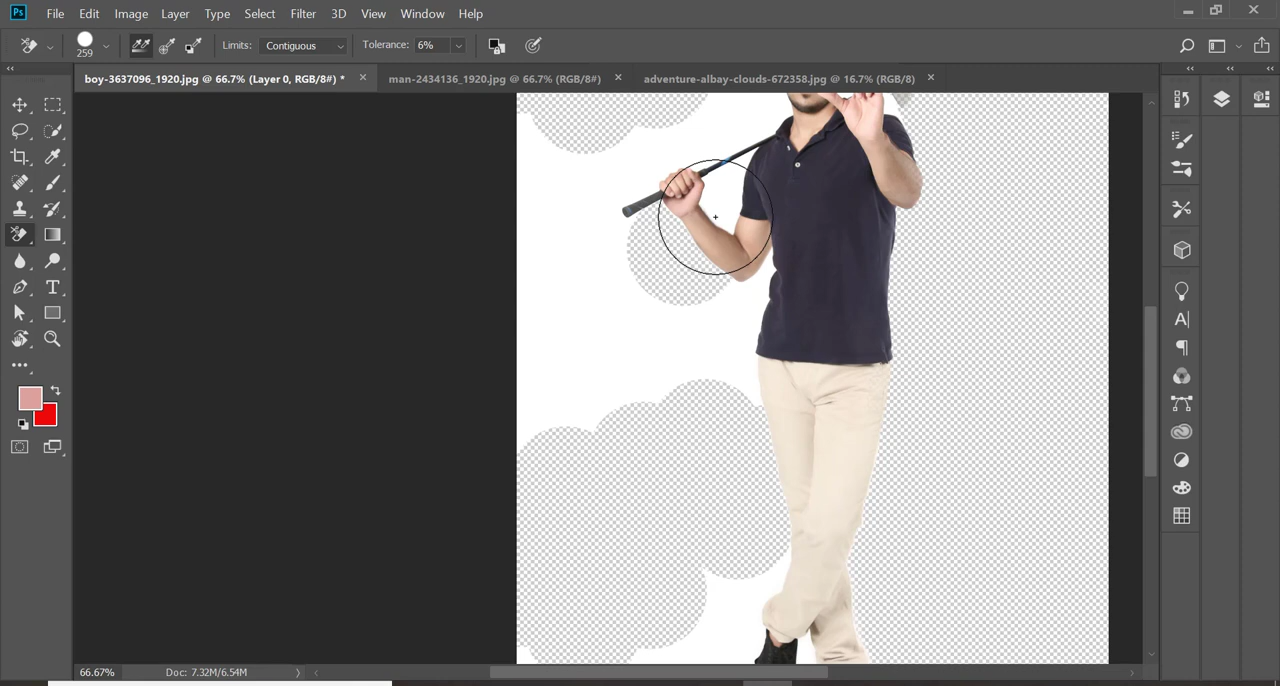 Ps File Edit Image Layer Type Select Filter 3D View Window Help
259 Limits: Contiguous Tolerance: 6%
boy-3637096_1920.jpg @ 66.7% (Layer 0, RGB/8#) * man-2434136_1920.jpg @ 66.7% (RGB/8#) adventure-albay-clouds-672358.jpg @ 16.7% (RGB/8)
66.67% Doc: 7.32M/6.54M